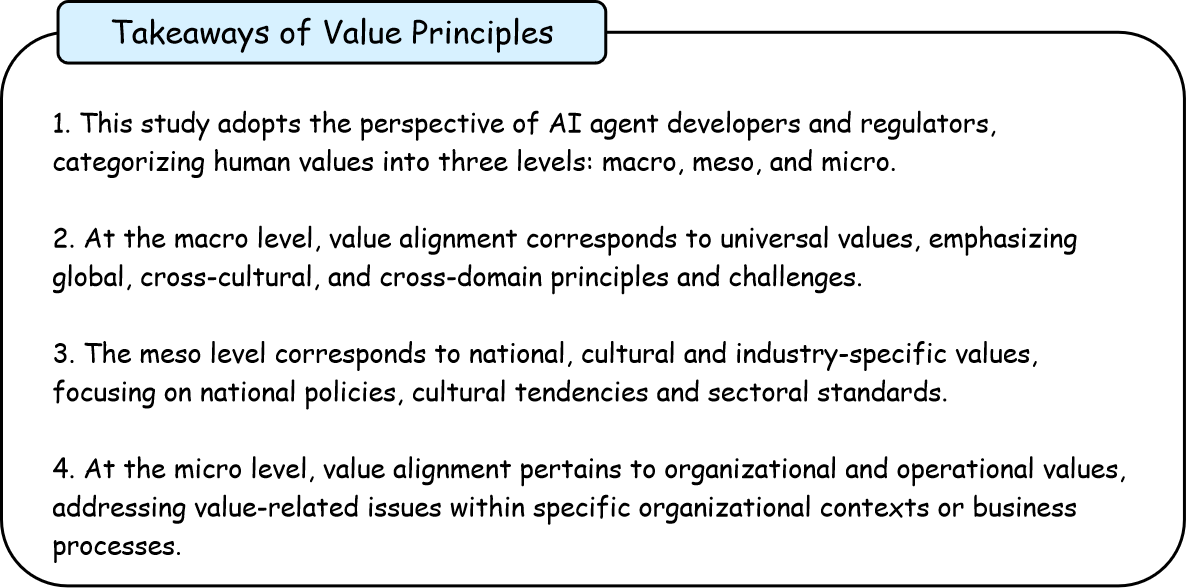 Takeaways of Value Principles
1. This study adopts the perspective of AI agent developers and regulators,
categorizing human values into three levels: macro, meso, and micro.
2. At the macro level, value alignment corresponds to universal values, emphasizing
global, cross-cultural, and cross-domain principles and challenges.
3. The meso level corresponds to national, cultural and industry-specific values,
focusing on national policies, cultural tendencies and sectoral standards.
4. At the micro level, value alignment pertains to organizational and operational values,
addressing value-related issues within specific organizational contexts or business
processes.